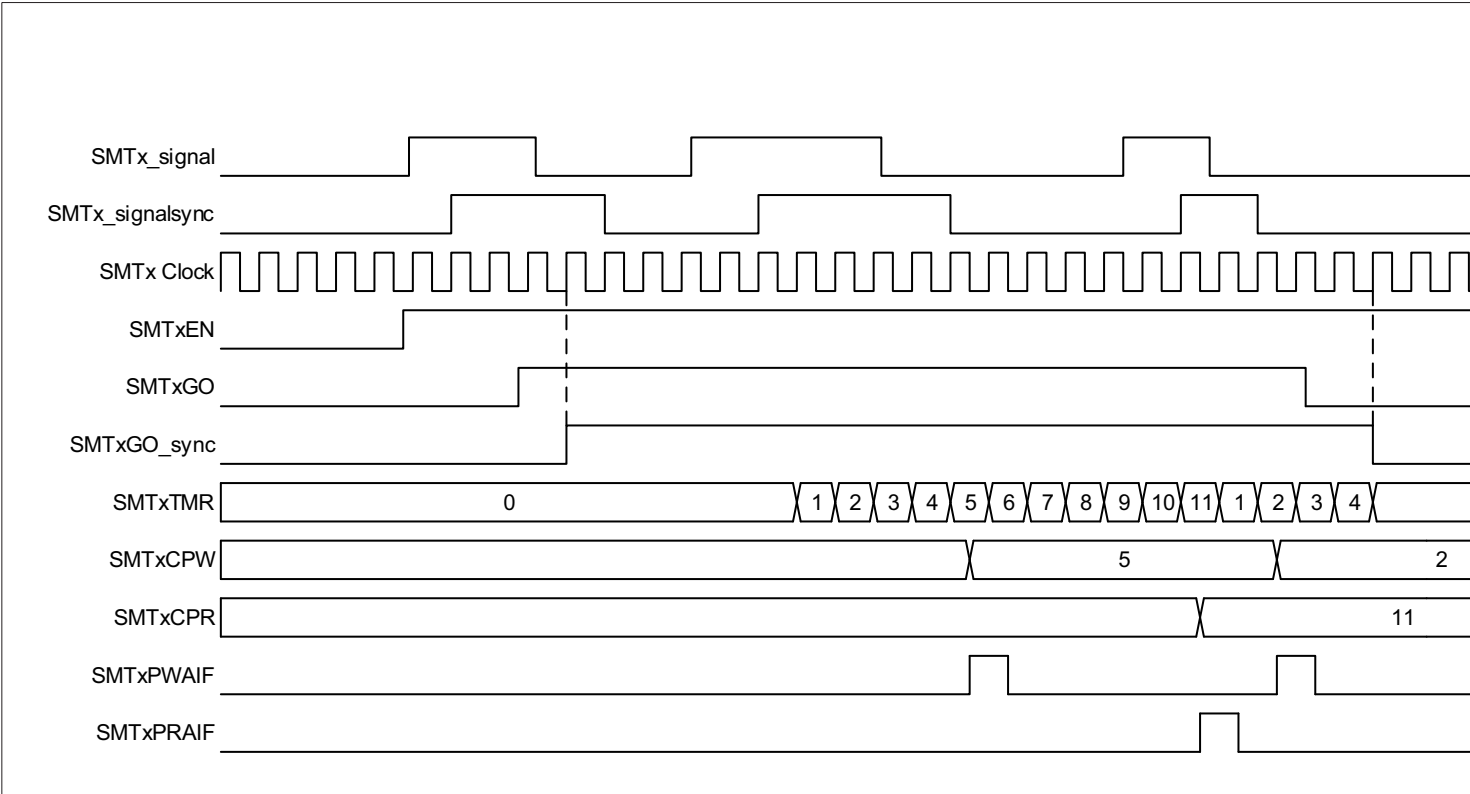 SMTx_signal
SMTx_signalsync
SMTx Clock
SMTxEN
SMTxGO
SMTxGO_sync
SMTxTMR 0 1 2 3 4 5 6 7 8 9 10 11 1 2 3 4
SMTxCPW 5 2
SMTxCPR 11
SMTxPWAIF
SMTxPRAIF